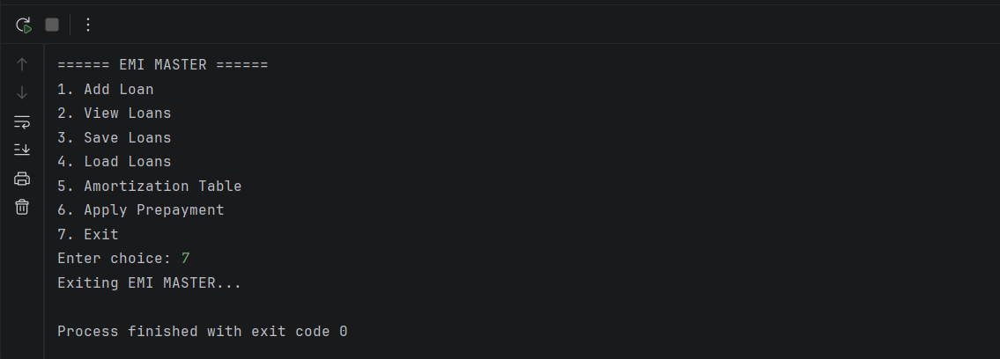 ====== EMI MASTER ======
1. Add Loan
2. View Loans
3. Save Loans
4. Load Loans
5. Amortization Table
6. Apply Prepayment
7. Exit
Enter choice: 7
Exiting EMI MASTER...
Process finished with exit code 0